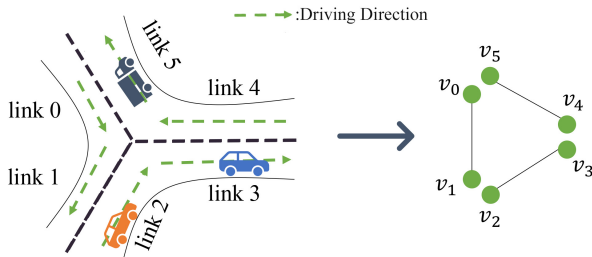 :Driving Direction
link 0
link 1
link 2
link 3
link 4
link 5
v0
v1
v2
v3
v4
v5